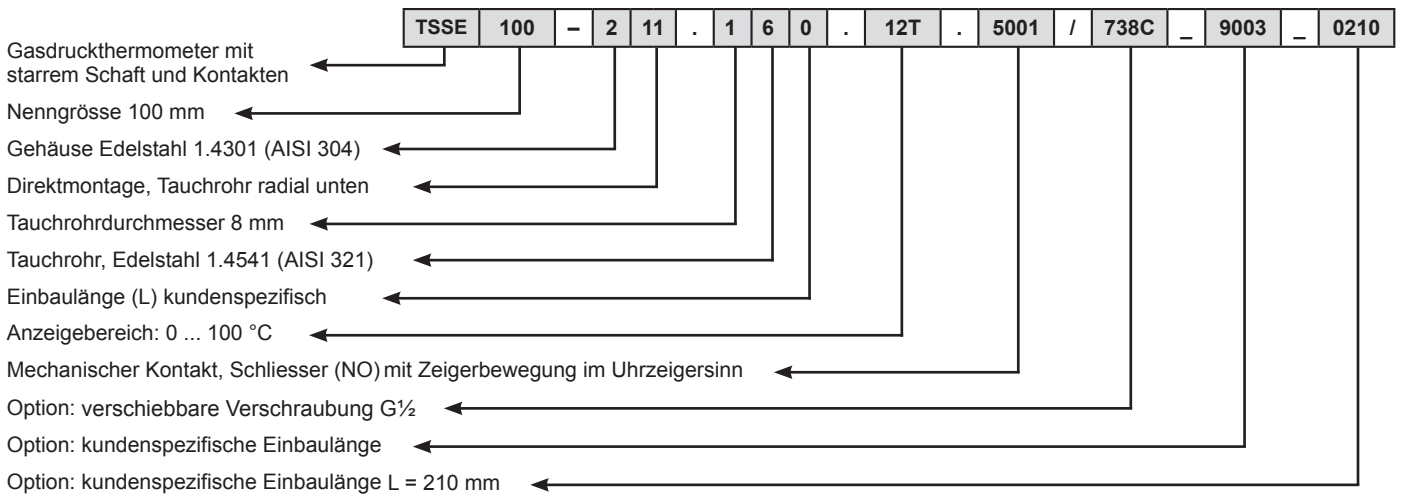 TSSE 100 – 2 11 . 1 6 0 . 12T . 5001 / 738C _ 9003 _ 0210
Gasdruckthermometer mit
starrem Schaft und Kontakten
Nenngrösse 100 mm
Gehäuse Edelstahl 1.4301 (AISI 304)
Direktmontage, Tauchrohr radial unten
Tauchrohrdurchmesser 8 mm
Tauchrohr, Edelstahl 1.4541 (AISI 321)
Einbaulänge (L) kundenspezifisch
Anzeigebereich: 0 ... 100 °C
Mechanischer Kontakt, Schliesser (NO) mit Zeigerbewegung im Uhrzeigersinn
Option: verschiebbare Verschraubung G½
Option: kundenspezifische Einbaulänge
Option: kundenspezifische Einbaulänge L = 210 mm